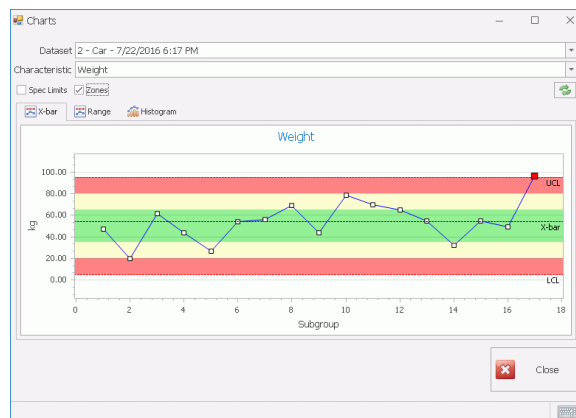 Charts
Dataset 2 - Car - 7/22/2016 6:17 PM
Characteristic Weight
Spec Limits Zones
X-bar Range Histogram
Weight
100.00
UCL
80.00
60.00
X-bar
kg
40.00
20.00
0.00
LCL
0 2 4 6 8 10 12 14 16 18
Subgroup
Close